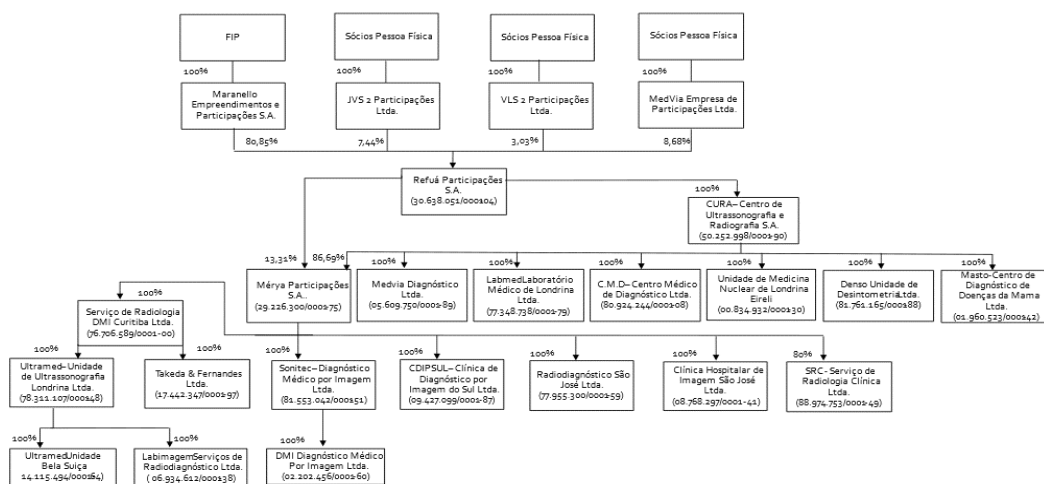 FIP
Sócios Pessoa Física
Sócios Pessoa Física
Sócios Pessoa Física
100%
100%
100%
100%
Maranello
Empreendimentos e
Participações S.A.
JVS 2 Participações
Ltda.
VLS 2 Participações
Ltda.
MedVia Empresa de
Participações Ltda.
80,85%
7,44%
3,03%
8,68%
Refuá Participações
S.A.
(30.638.051/000104)
100%
100%
CURA– Centro de
Ultrassonografia e
Radiografia S.A.
(50.252.998/0001-90)
13,31%
86,69%
100%
100%
100%
100%
100%
100%
Mérya Participações
S.A..
(29.226.300/0001-75)
Medvia Diagnóstico
Ltda.
(05.609.750/0001-89)
LabmedLaboratório
Médico de Londrina
Ltda.
(77.348.738/0001-79)
C.M.D– Centro Médico
de Diagnóstico Ltda.
(80.924.244/0001-08)
Unidade de Medicina
Nuclear de Londrina
Eireli
(00.834.932/0001-30)
Denso Unidade de
DesintometriaLtda.
(81.761.165/000188)
Masto-Centro de
Diagnóstico de
Doenças da Mama Ltda.
(01.960.523/000142)
100%
100%
Serviço de Radiologia
DMI Curitiba Ltda.
(76.706.589/0001-00)
100%
100%
100%
100%
100%
100%
80%
Ultramed–Unidade
de Ultrassonografia
Londrina Ltda.
(78.311.107/000148)
Takeda & Fernandes
Ltda.
(17.442.347/0001-97)
Sonitec–Diagnóstico
Médico por Imagem
Ltda.
(81.553.042/000151)
CDIPSUL– Clínica de
Diagnóstico por
Imagem do Sul Ltda.
(09.427.099/0001-87)
Radiodiagnóstico São
José Ltda.
(77.955.300/0001-59)
Clínica Hospitalar de
Imagem São José
Ltda.
(08.768.297/0001-41)
SRC- Serviço de
Radiologia Clínica
Ltda.
(88.974.753/0001-49)
100%
100%
100%
UltramedUnidade
Bela Suiça
14.115.494/000164)
LabimagemServiços de
Radiodagnóstico Ltda.
( 06.934.612/000138)
DMI Diagnóstico Médico
Por Imagem Ltda.
(02.202.456/0001-60)